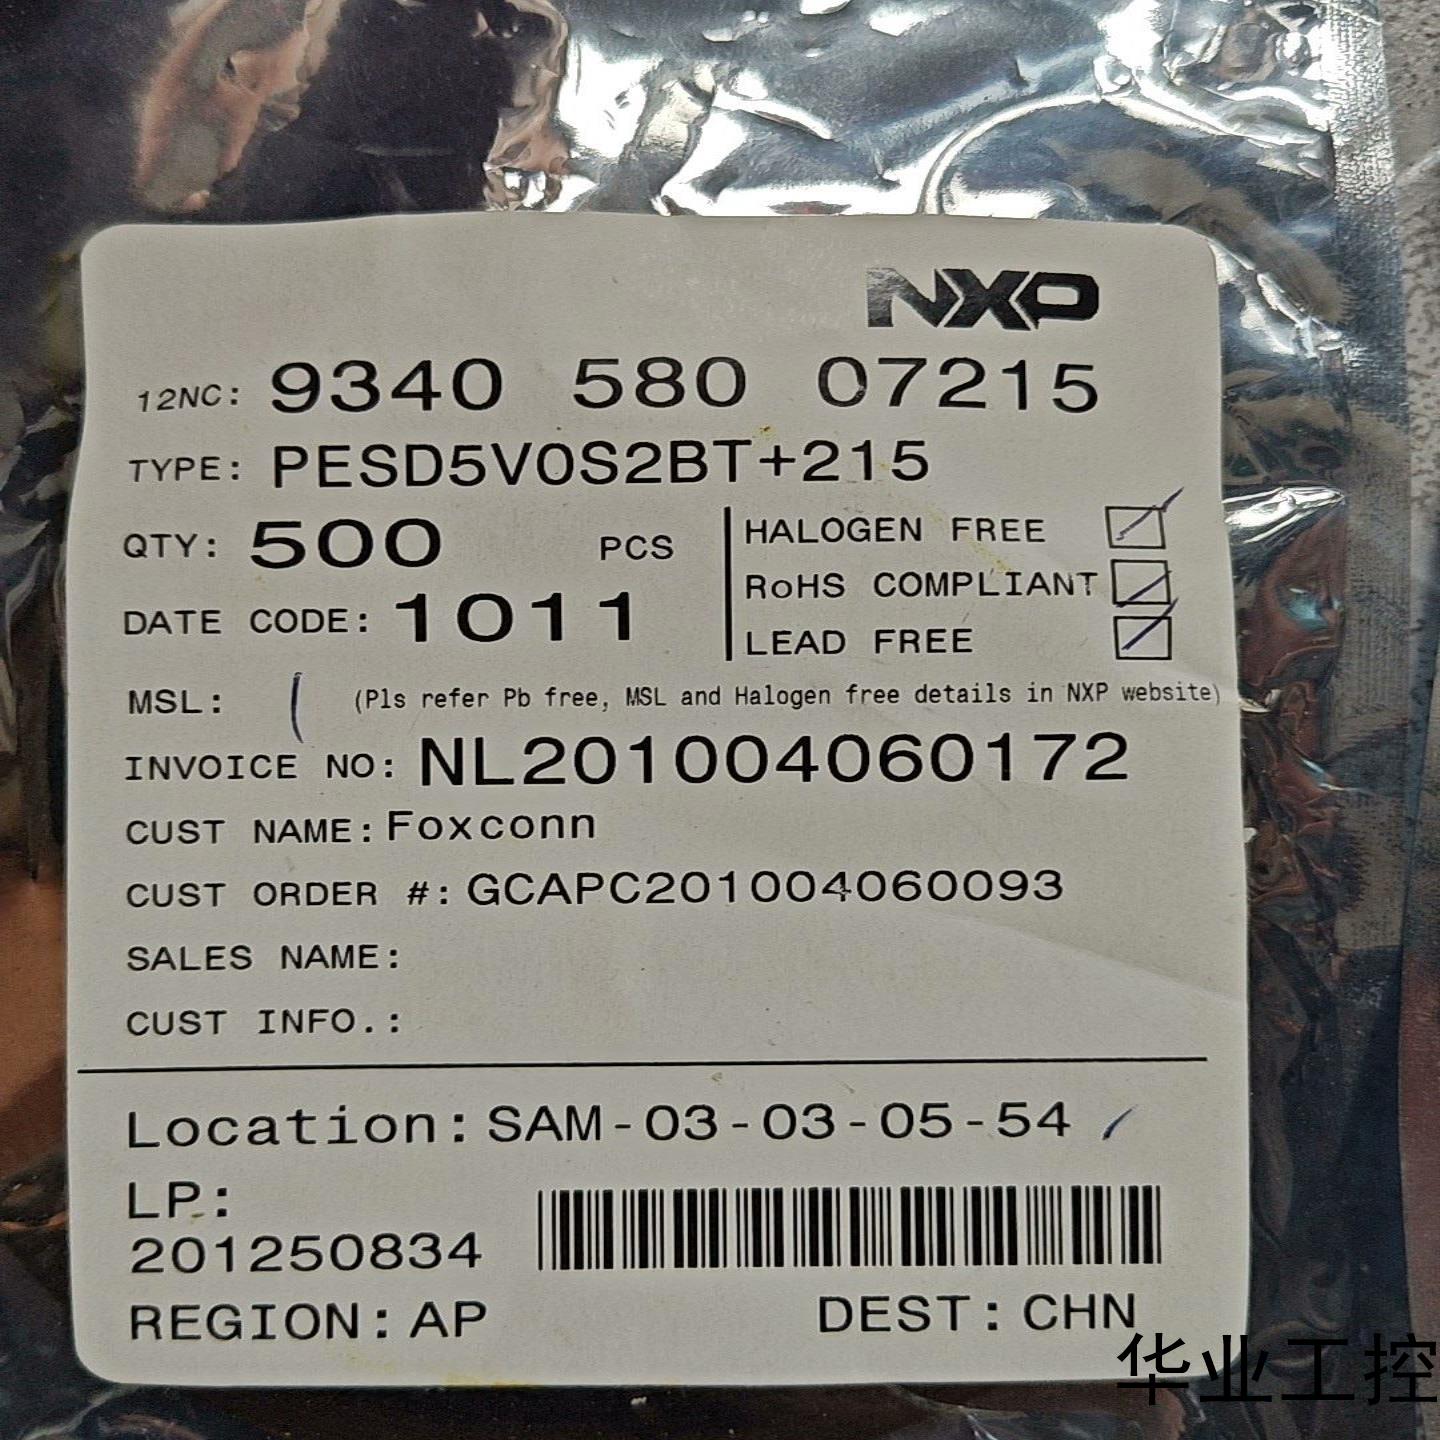 NXP
12NC: 9340 580 07215
TYPE: PESD5V0S2BT+215
QTY: 500 PCS
HALOGEN FREE
RoHS COMPLIANT
DATE CODE: 1011
LEAD FREE
MSL: 1 (Pls refer Pb free, MSL and Halogen free details in NXP website)
INVOICE NO: NL201004060172
CUST NAME: Foxconn
CUST ORDER #: GCAPC201004060093
SALES NAME:
CUST INFO.:
Location: SAM-03-03-05-54
LP:
201250834
REGION: AP DEST: CHN
华业工控